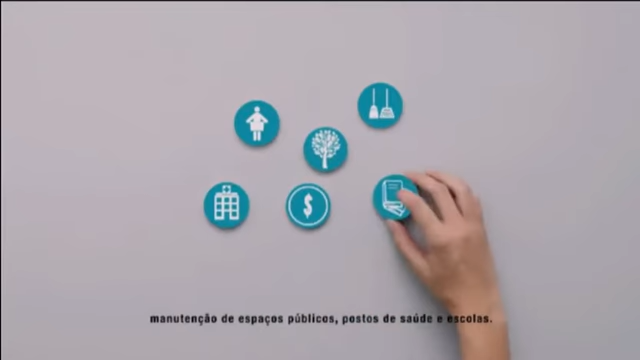 $
manutenção de espaços públicos, postos de saúde e escolas.